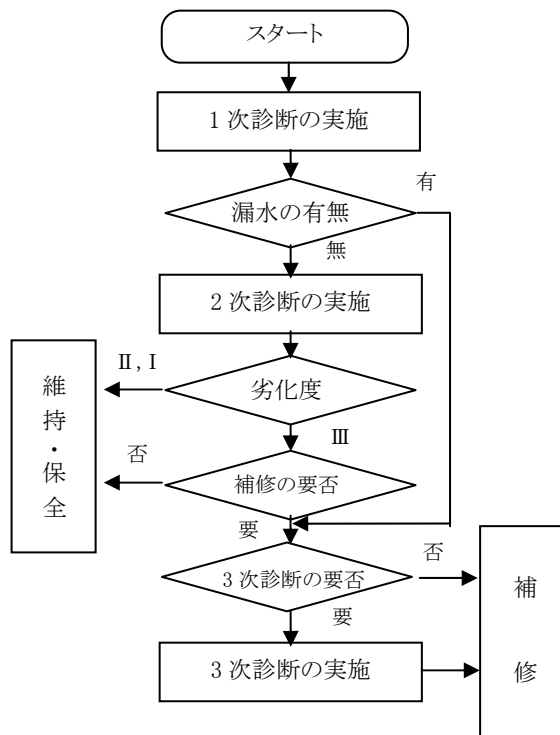 スタート
1次診断の実施
有
漏水の有無
無
2次診断の実施
Ⅱ,Ⅰ
劣化度
維持・保全
Ⅲ
否
補修の要否
要
否
3次診断の要否
補修
要
3次診断の実施